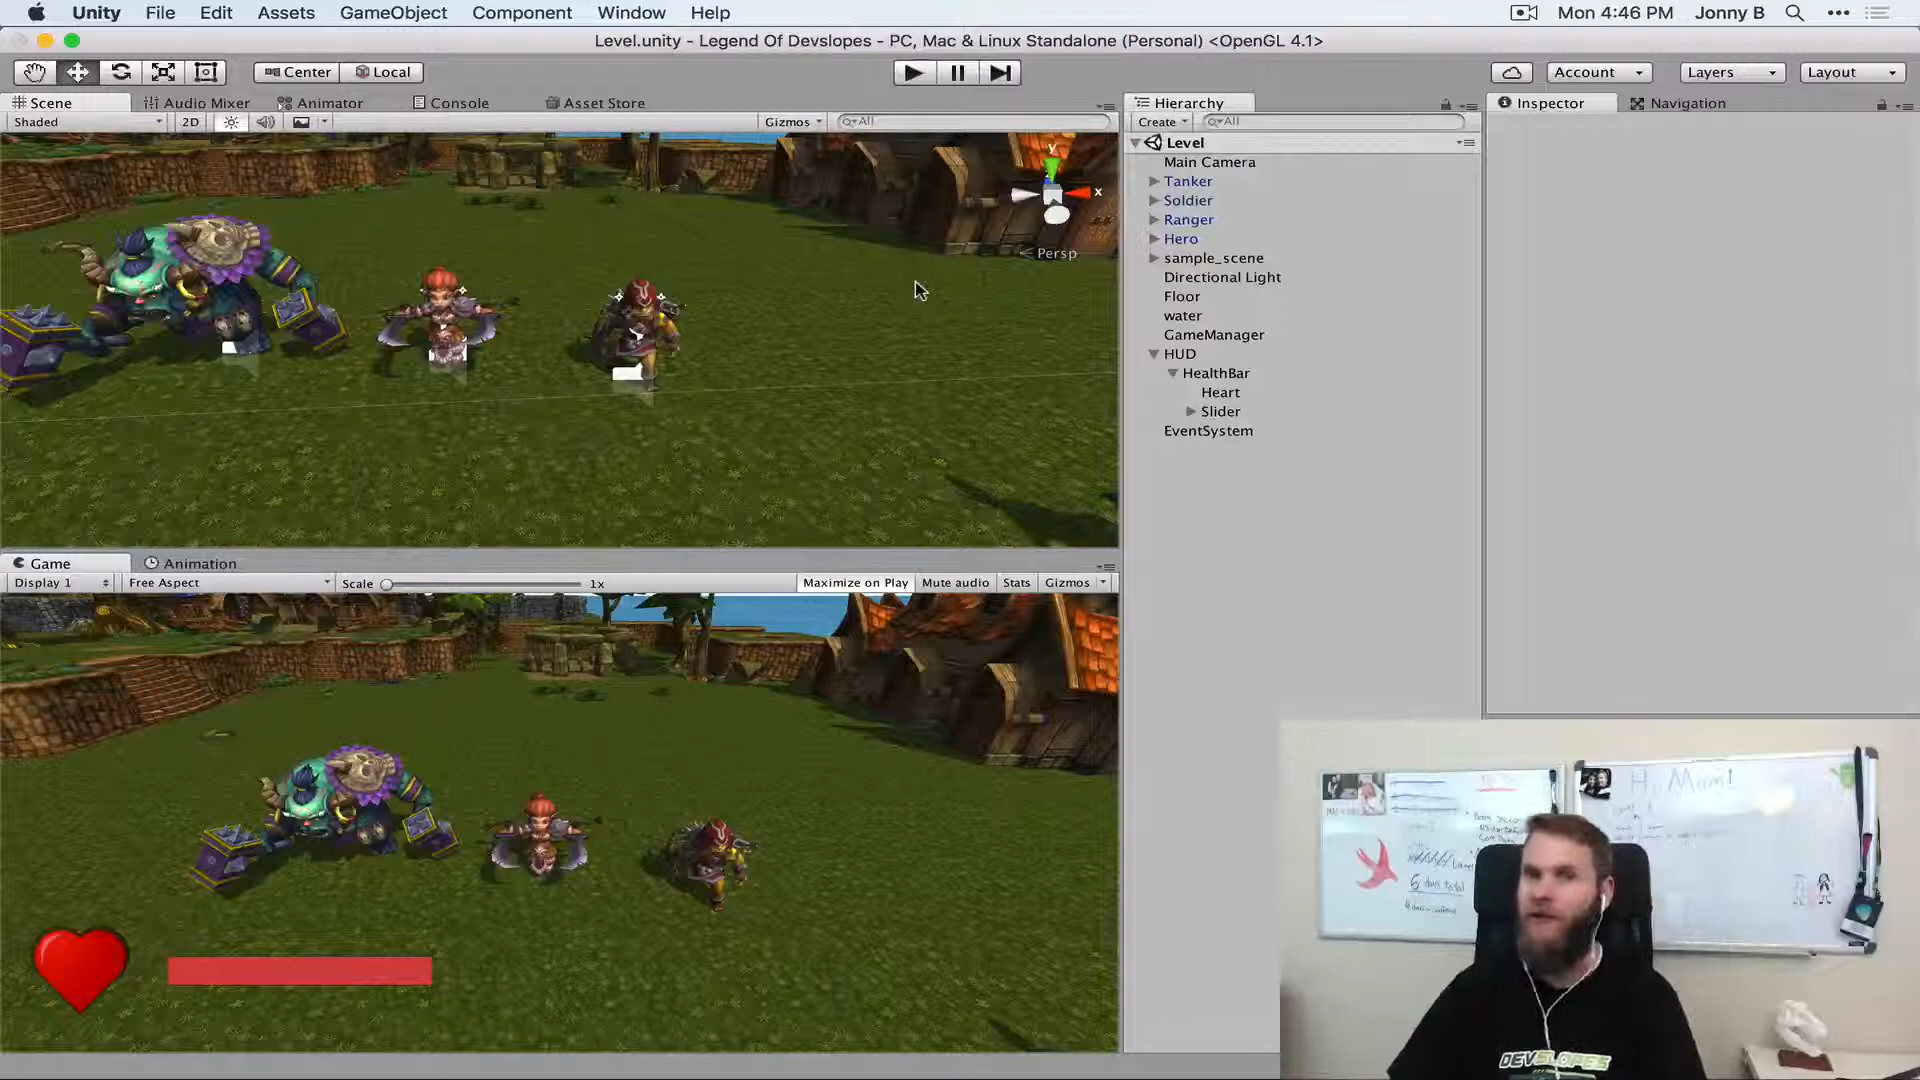 Unity File Edit Assets GameObject Component Window Help Mon 4:46 PM Jonny B
Level.unity - Legend Of Devslopes - PC, Mac & Linux Standalone (Personal) <OpenGL 4.1>
Center Local Account Layers Layout
Scene Audio Mixer Animator Console Asset Store
Shaded 2D Gizmos All
y
x
Persp
Hierarchy
Create All
Level
Main Camera
Tanker
Soldier
Ranger
Hero
sample_scene
Directional Light
Floor
water
GameManager
HUD
HealthBar
Heart
Slider
EventSystem
Inspector Navigation
Game Animation
Display 1 Free Aspect Scale 1x Maximize on Play Mute audio Stats Gizmos
Hi Mom!
6 days total
DEVSLOPES